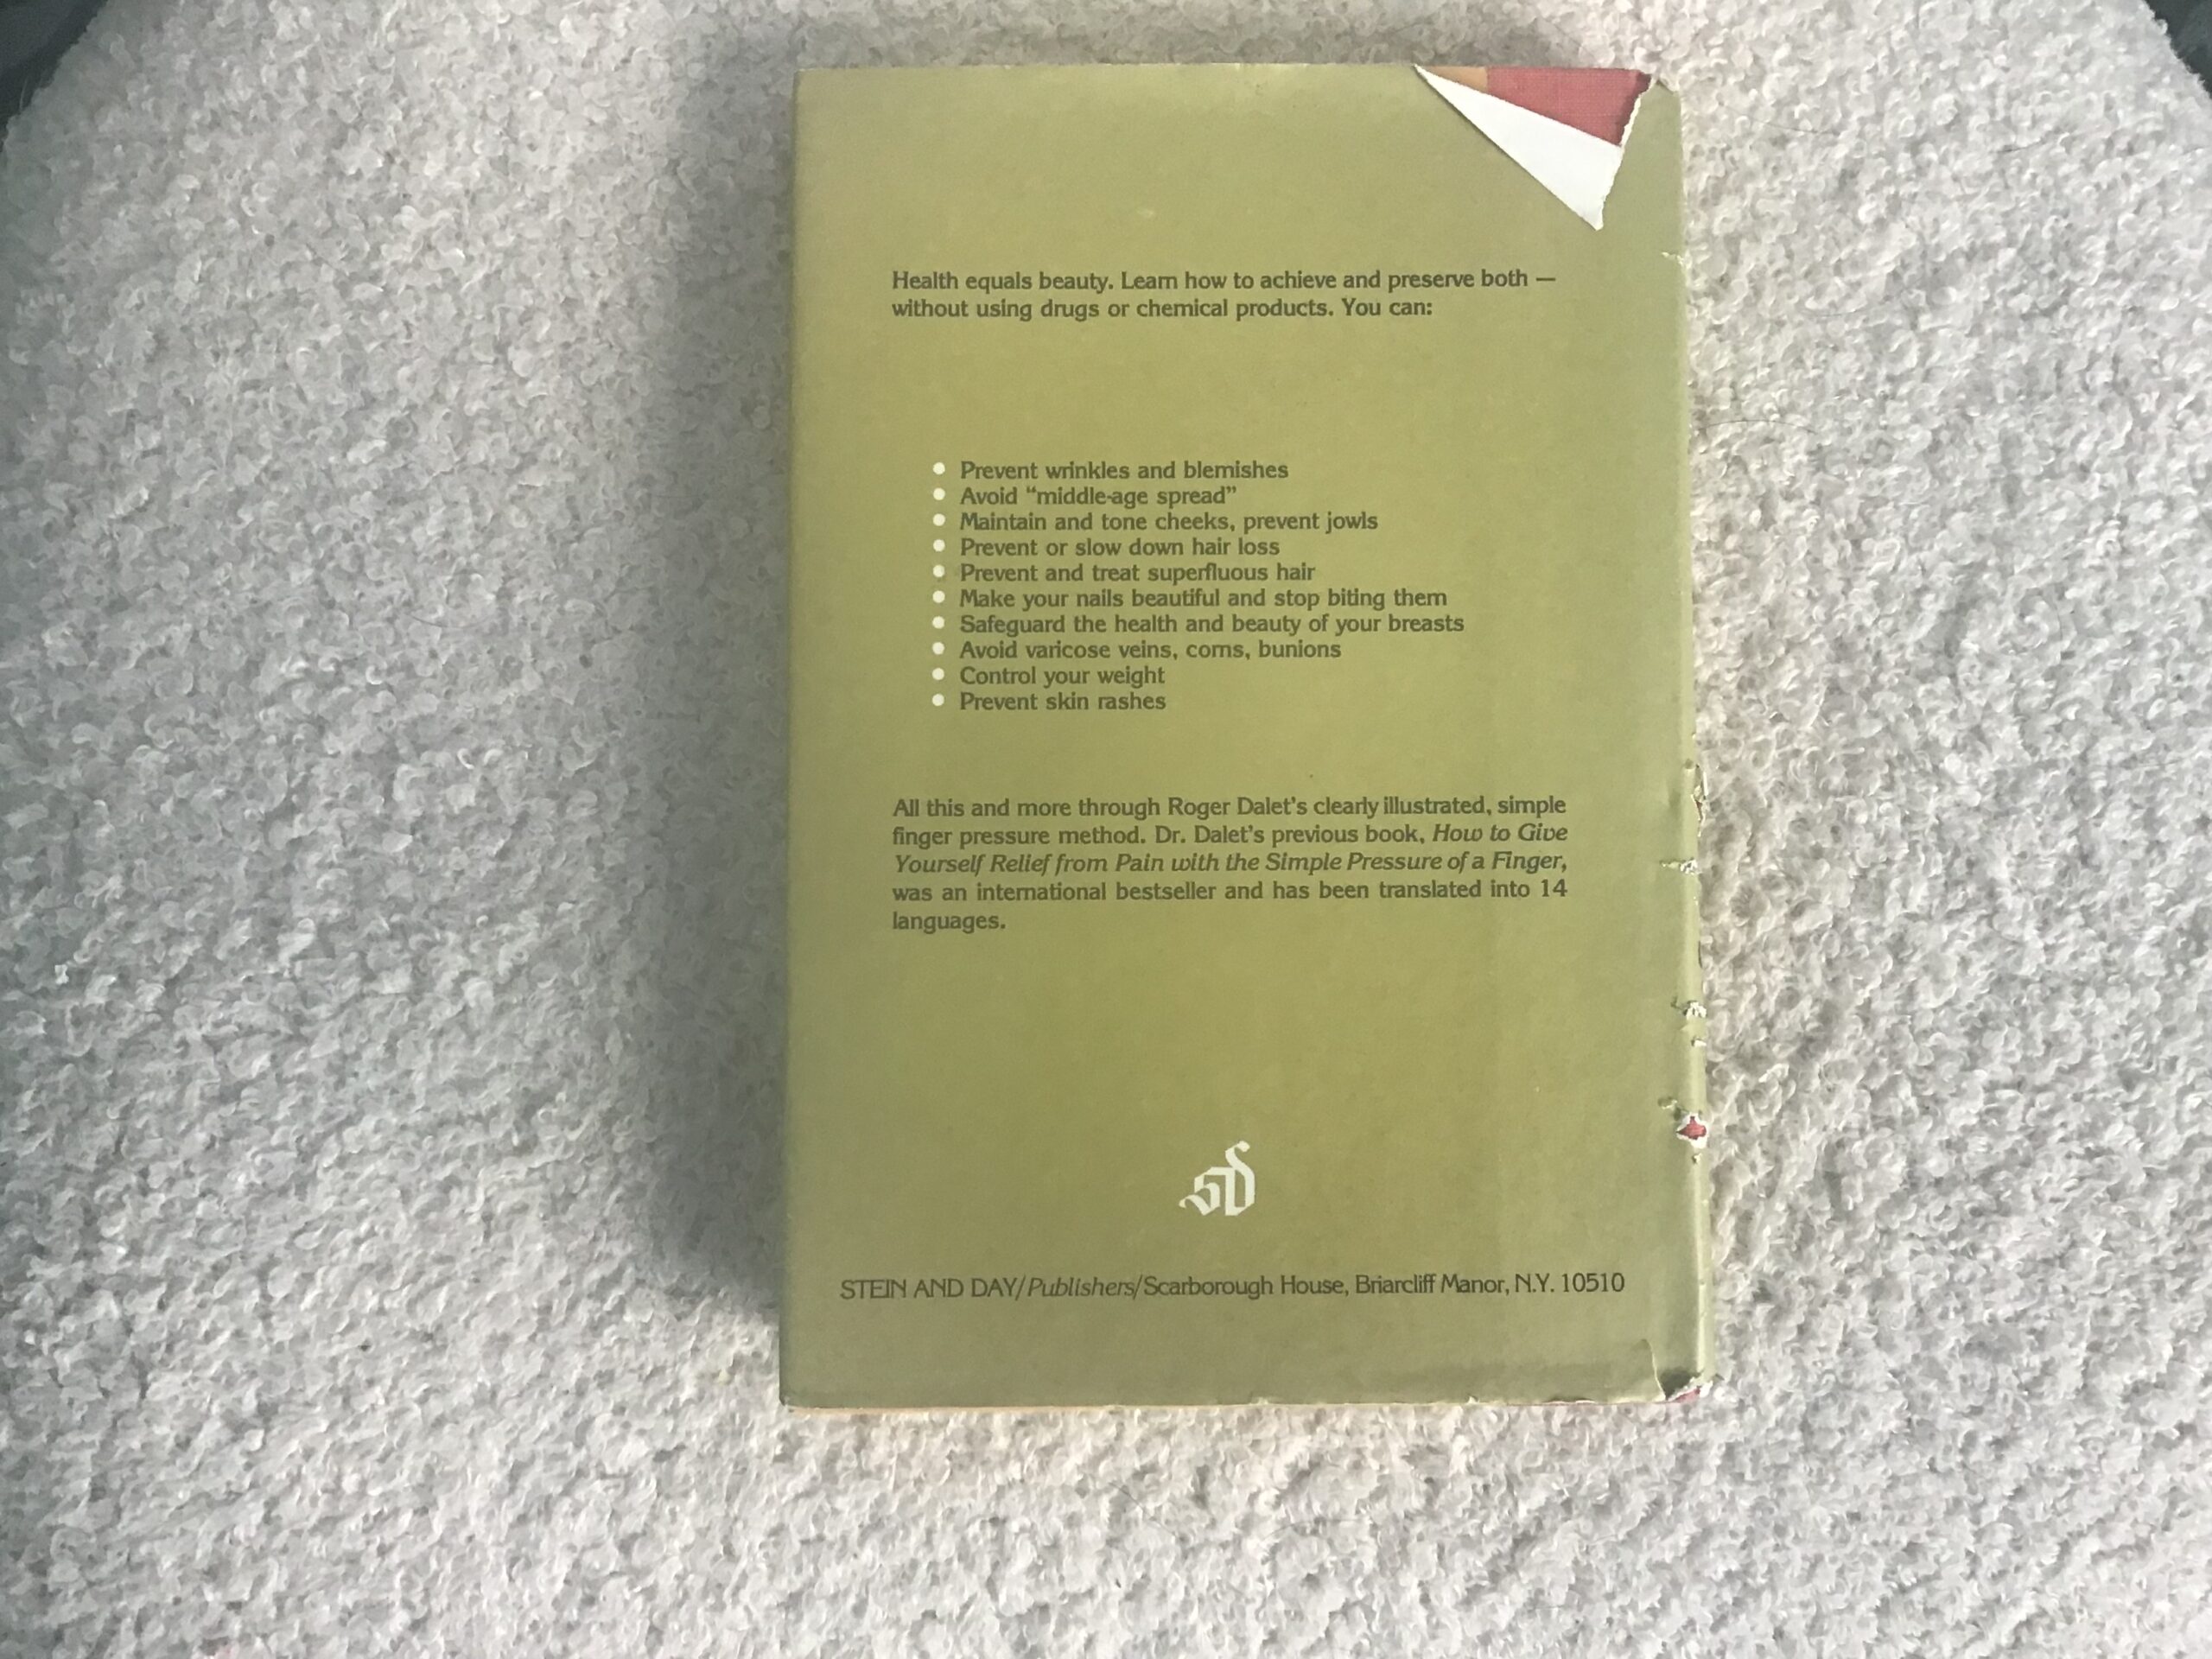 Health equals beauty. Learn how to achieve and preserve both —
without using drugs or chemical products. You can:
● Prevent wrinkles and blemishes
● Avoid “middle-age spread”
● Maintain and tone cheeks, prevent jowls
● Prevent or slow down hair loss
● Prevent and treat superfluous hair
● Make your nails beautiful and stop biting them
● Safeguard the health and beauty of your breasts
● Avoid varicose veins, corns, bunions
● Control your weight
● Prevent skin rashes
All this and more through Roger Dalet’s clearly illustrated, simple
finger pressure method. Dr. Dalet’s previous book, How to Give
Yourself Relief from Pain with the Simple Pressure of a Finger,
was an international bestseller and has been translated into 14
languages.
sd
STEIN AND DAY/Publishers/Scarborough House, Briarcliff Manor, N.Y. 10510